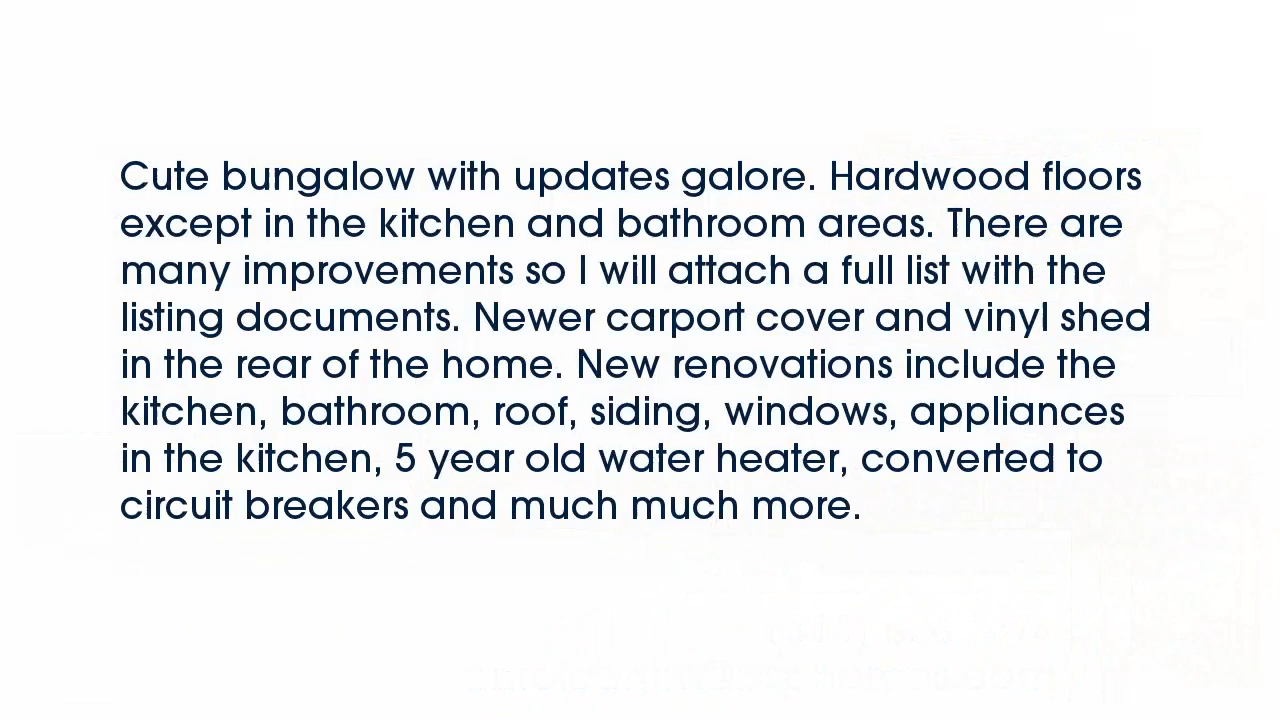 Cute bungalow with updates galore. Hardwood floors
except in the kitchen and bathroom areas. There are
many improvements so I will attach a full list with the
listing documents. Newer carport cover and vinyl shed
in the rear of the home. New renovations include the
kitchen, bathroom, roof, siding, windows, appliances
in the kitchen, 5 year old water heater, converted to
circuit breakers and much much more.